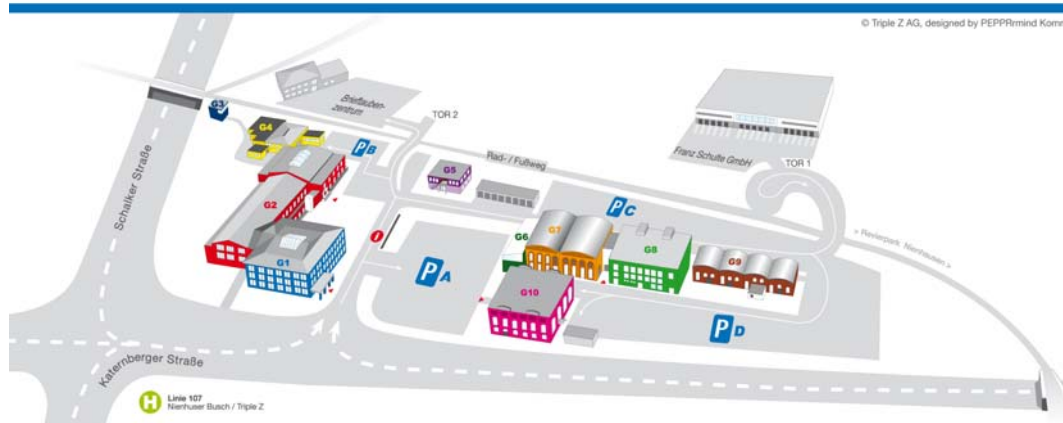 © Triple Z AG, designed by PEPPRmind Komm
Schalker Straße
G3
Brieftauben-
zentrum
TOR 2
G4
P B
Rad- / Fußweg
G5
Franz Schulte GmbH
TOR 1
G2
P C
G1
P A
G6
G7
G8
G9
> Revierpark Nienhausen >
G10
P D
Katernberger Straße
H
Linie 107
Nienhuser Busch / Triple Z